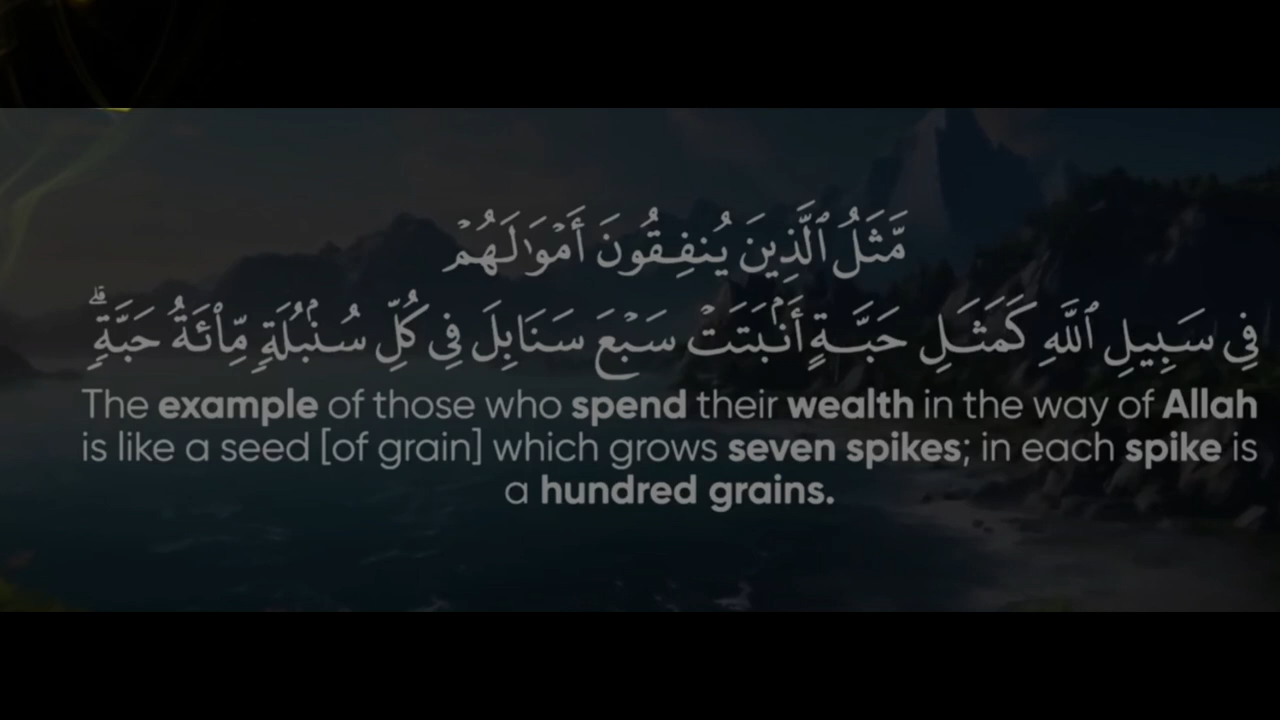 مَّثَلُ ٱلَّذِينَ يُنفِقُونَ أَمْوَٰلَهُمْ
فِى سَبِيلِ ٱللَّهِ كَمَثَلِ حَبَّةٍ أَنۢبَتَتْ سَبْعَ سَنَابِلَ فِى كُلِّ سُنۢبُلَةٍ مِّا۟ئَةُ حَبَّةٍ ۗ
The example of those who spend their wealth in the way of Allah
is like a seed [of grain] which grows seven spikes; in each spike is
a hundred grains.